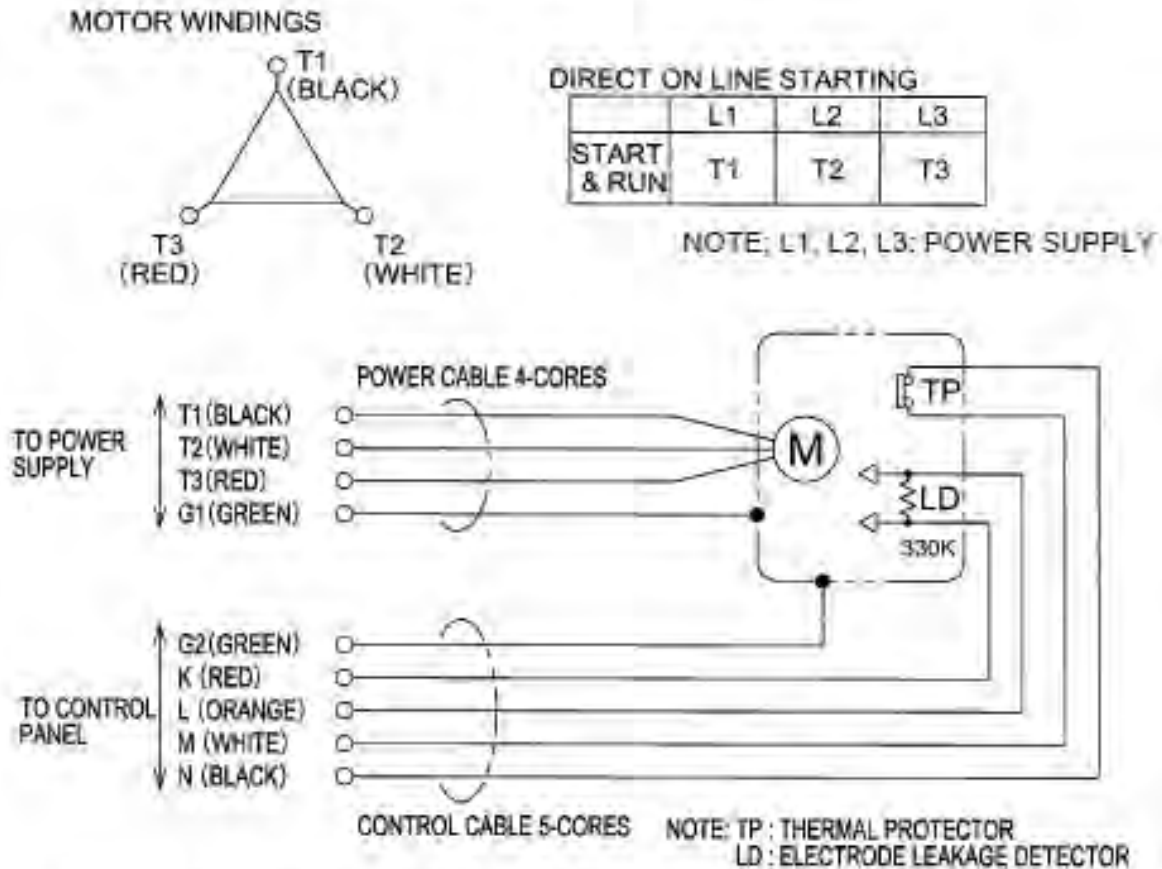 MOTOR WINDINGS
T1
(BLACK)
T3
(RED)
T2
(WHITE)
DIRECT ON LINE STARTING
L1 L2 L3
START
& RUN T1 T2 T3
NOTE; L1, L2, L3: POWER SUPPLY
POWER CABLE 4-CORES
TO POWER
SUPPLY
T1(BLACK)
T2(WHITE)
T3(RED)
G1(GREEN)
M
TP
LD
330K
TO CONTROL
PANEL
G2(GREEN)
K (RED)
L (ORANGE)
M (WHITE)
N (BLACK)
CONTROL CABLE 5-CORES
NOTE: TP : THERMAL PROTECTOR
LD : ELECTRODE LEAKAGE DETECTOR